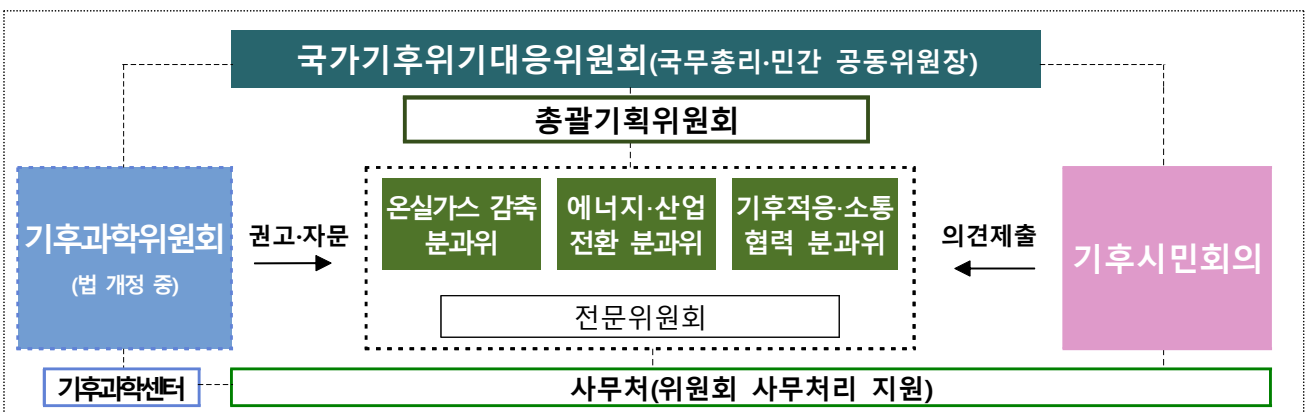 국가기후위기대응위원회(국무총리·민간 공동위원장)
총괄기획위원회
기후과학위원회
(법 개정 중)
권고·자문
온실가스 감축
분과위
에너지·산업
전환 분과위
기후적응·소통
협력 분과위
전문위원회
의견제출
기후시민회의
기후과학센터
사무처(위원회 사무처리 지원)